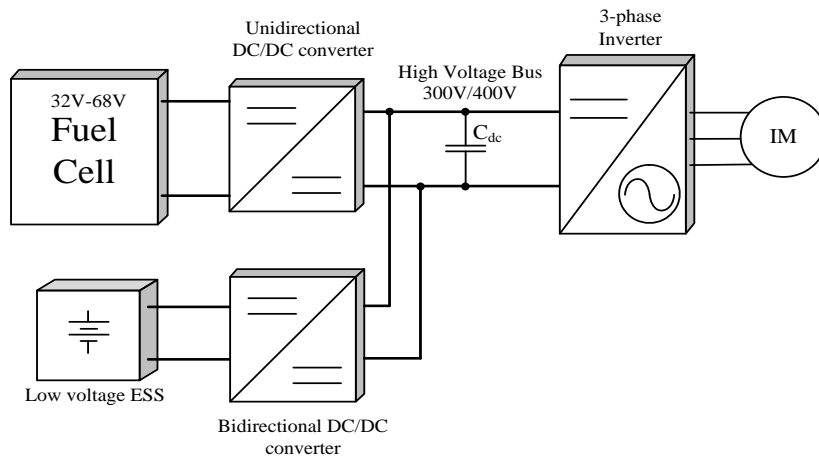 Unidirectional
DC/DC converter
3-phase
Inverter
High Voltage Bus
300V/400V
32V-68V
Fuel
Cell
C_dc
IM
Low voltage ESS
Bidirectional DC/DC
converter